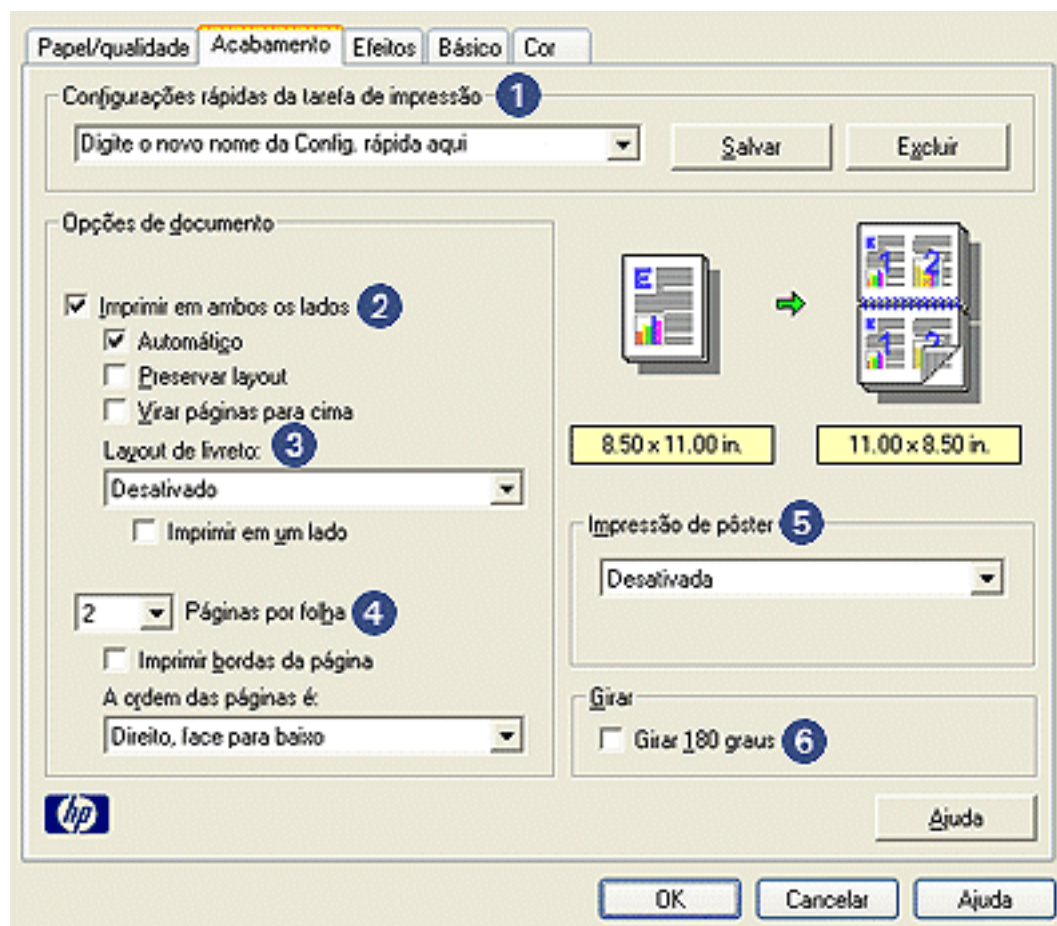 Papel/qualidade Acabamento Efeitos Básico Cor
Configurações rápidas da tarefa de impressão 1
Digite o novo nome da Config. rápida aqui Salvar Excluir
Opções de documento
Imprimir em ambos os lados 2
Automático
Preservar layout
Virar páginas para cima
Layout de livreto: 3
Desativado
Imprimir em um lado
2 Páginas por folha 4
Imprimir bordas da página
A ordem das páginas é:
Direito, face para baixo
E
E
1 2
1 2
8.50 x 11.00 in. 11.00 x 8.50 in.
Impressão de pôster 5
Desativada
Girar
Girar 180 graus 6
hp
Ajuda
OK Cancelar Ajuda